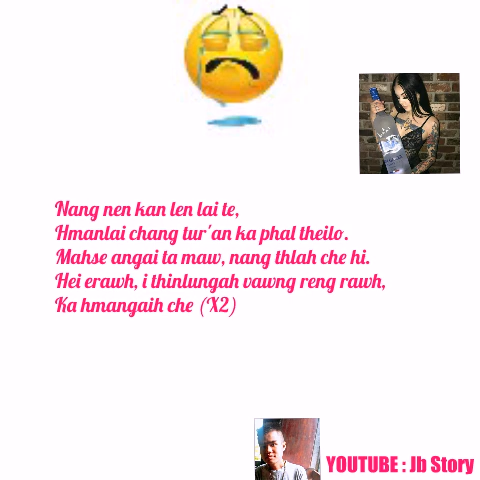 Nang nen kan len lai te,
Hmanlai chang tur'an ka phal theilo.
Mahse angai ta maw, nang thlah che hi.
Hei erawh, i thinlungah vawng reng rawh,
Ka hmangaih che (X2)
YOUTUBE : Jb Story